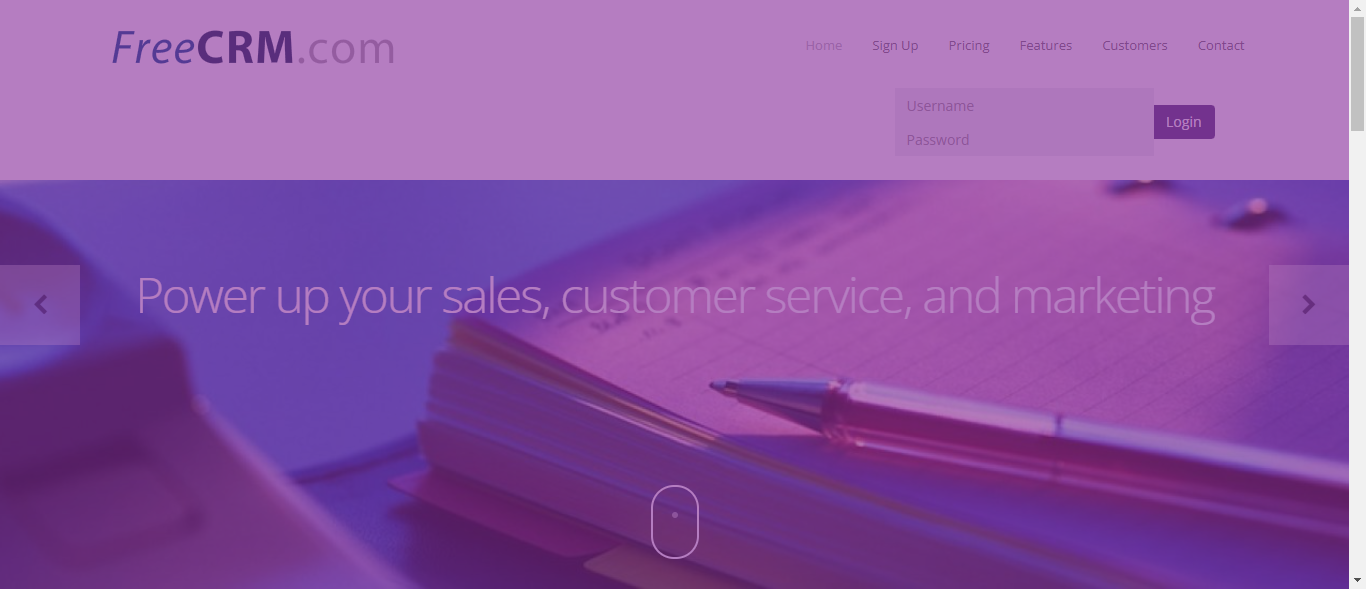 FreeCRM.com
Home Sign Up Pricing Features Customers Contact
Username
Password
Login
Power up your sales, customer service, and marketing